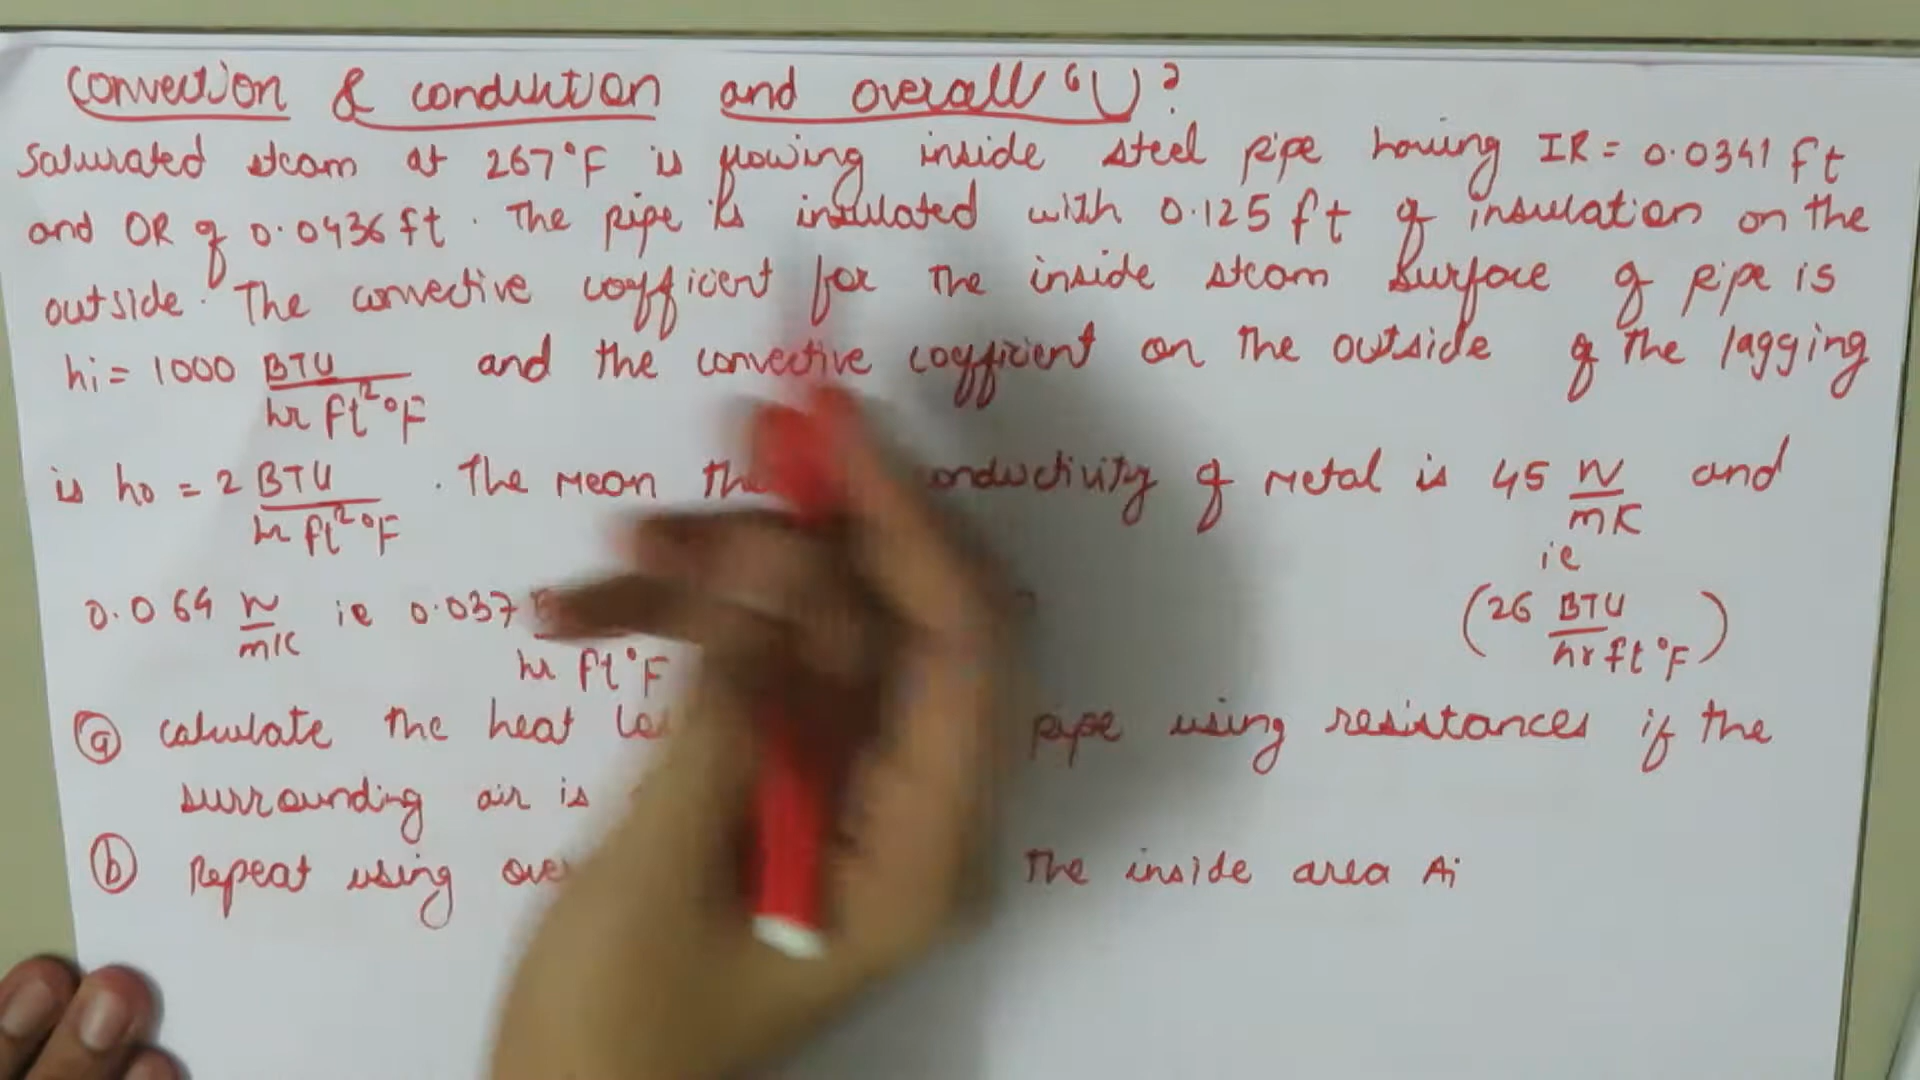 Convection & conduction and overall "U"?
Saturated steam at 267°F is flowing inside steel pipe having IR = 0.0341 ft
and OR of 0.0436 ft. The pipe is insulated with 0.125 ft of insulation on the
outside. The convective coefficient for the inside steam surface of pipe is
hi = 1000 BTU/hr ft²°F and the convective coefficient on the outside of the lagging
is ho = 2 BTU/hr ft²°F. The mean conductivity of metal is 45 W/mK and
ie
0.064 W/mK ie 0.037 hr ft°F (26 BTU/hr ft°F)
(a) calculate the heat pipe using resistances if the
surrounding air is
(b) Repeat using the inside area Ai